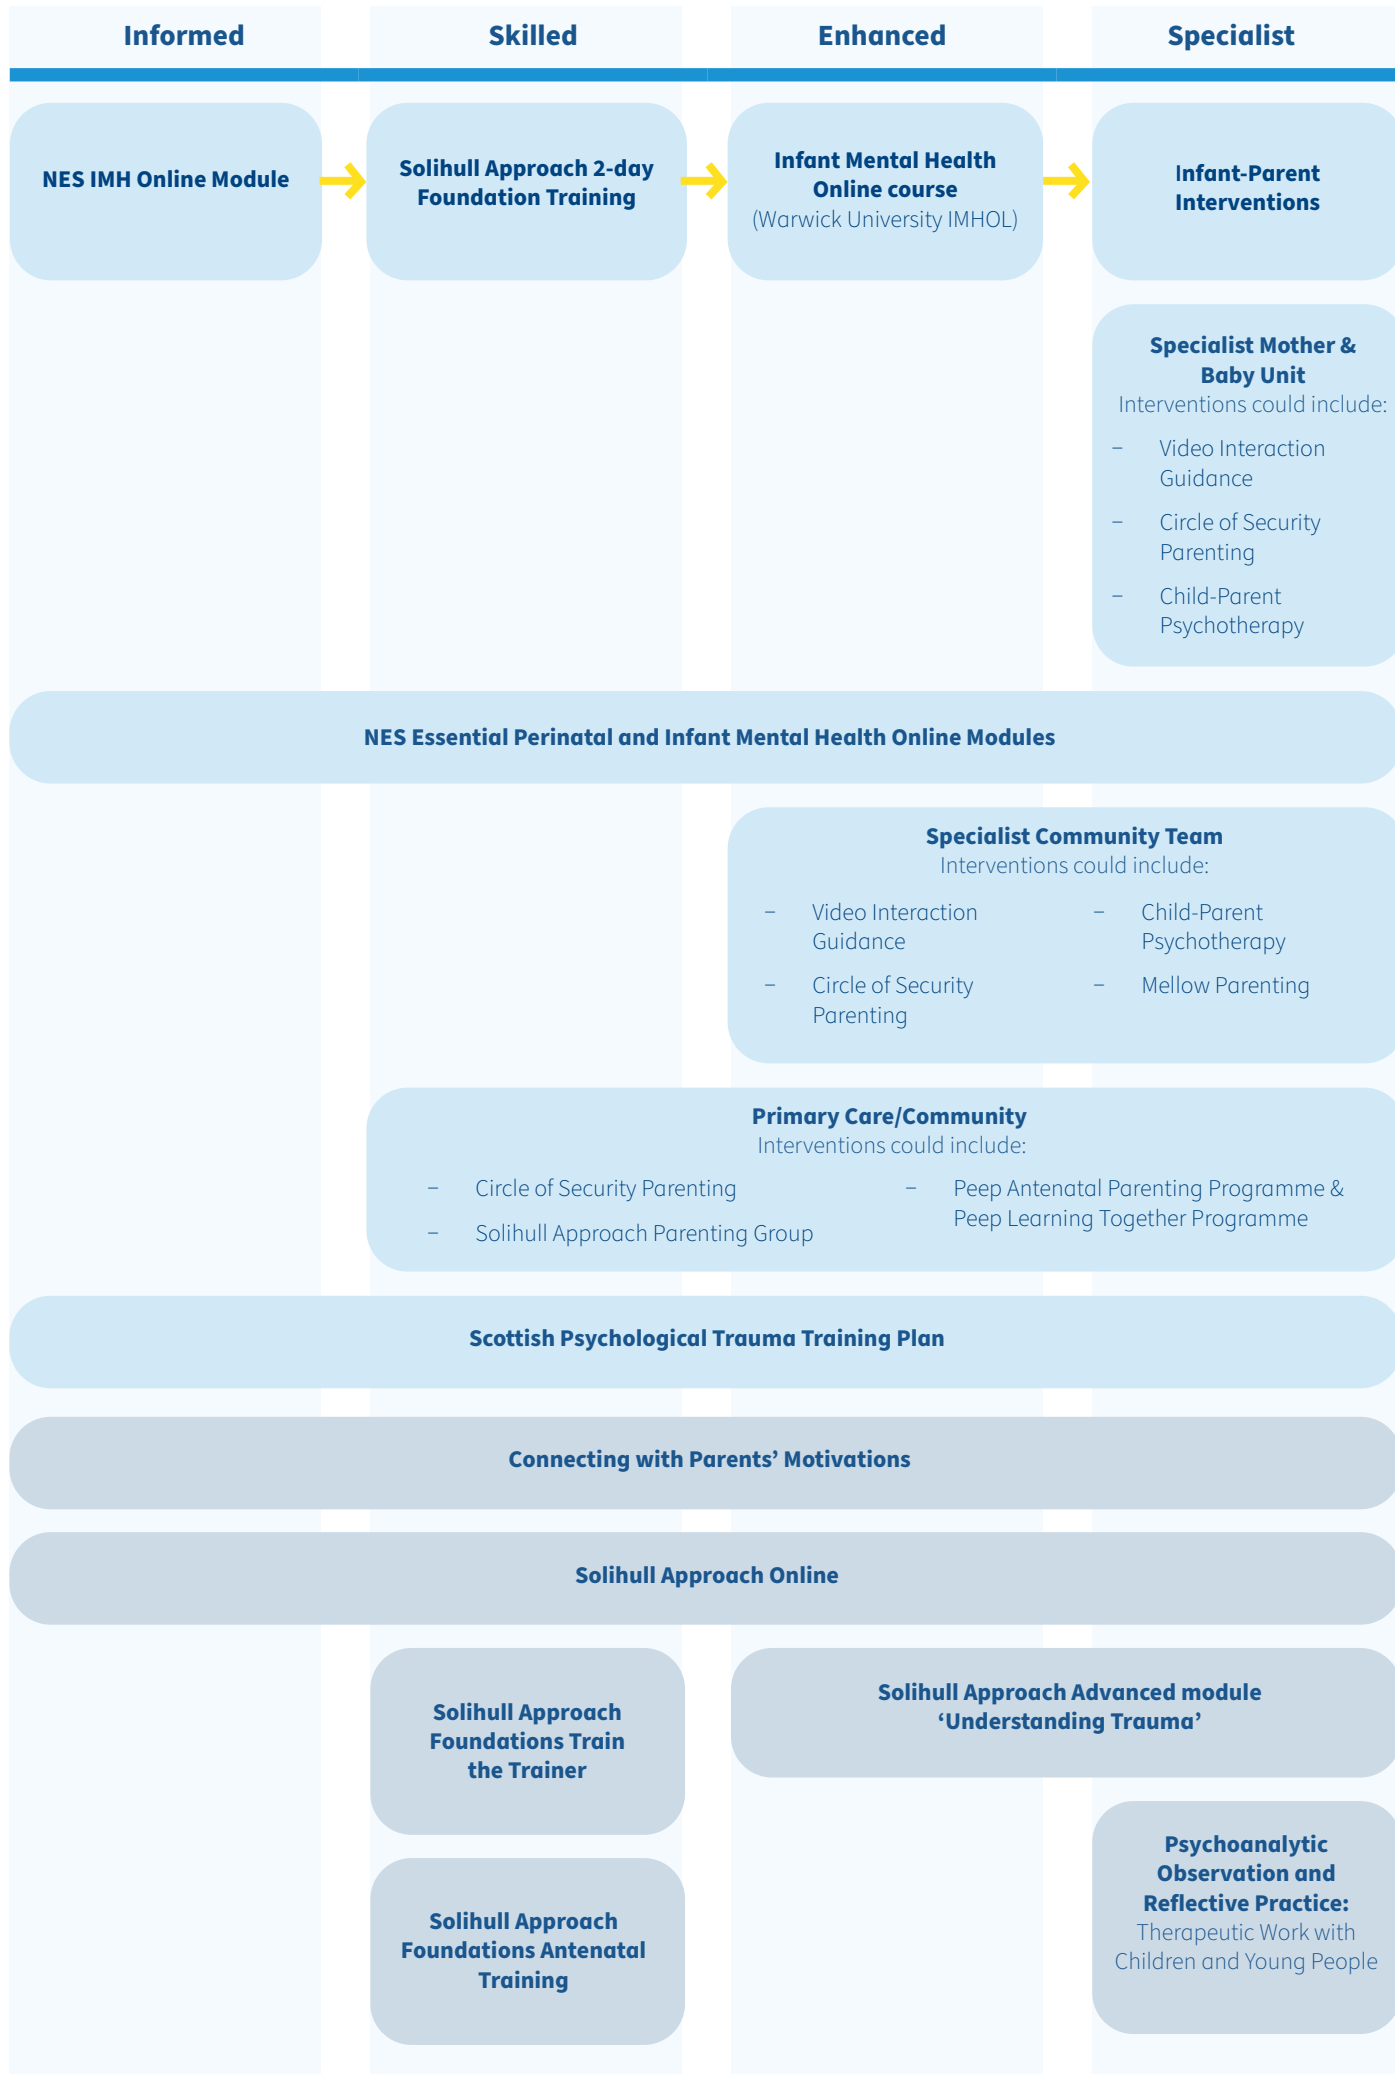 Informed
Skilled
Enhanced
Specialist
NES IMH Online Module
Solihull Approach 2-day
Foundation Training
Infant Mental Health
Online course
(Warwick University IMHOL)
Infant-Parent
Interventions
Specialist Mother &
Baby Unit
Interventions could include:
– Video Interaction
Guidance
– Circle of Security
Parenting
– Child-Parent
Psychotherapy
NES Essential Perinatal and Infant Mental Health Online Modules
Specialist Community Team
Interventions could include:
– Video Interaction
Guidance
– Circle of Security
Parenting
– Child-Parent
Psychotherapy
– Mellow Parenting
Primary Care/Community
Interventions could include:
– Circle of Security Parenting
– Solihull Approach Parenting Group
– Peep Antenatal Parenting Programme &
Peep Learning Together Programme
Scottish Psychological Trauma Training Plan
Connecting with Parents’ Motivations
Solihull Approach Online
Solihull Approach
Foundations Train
the Trainer
Solihull Approach Advanced module
‘Understanding Trauma’
Solihull Approach
Foundations Antenatal
Training
Psychoanalytic
Observation and
Reflective Practice:
Therapeutic Work with
Children and Young People